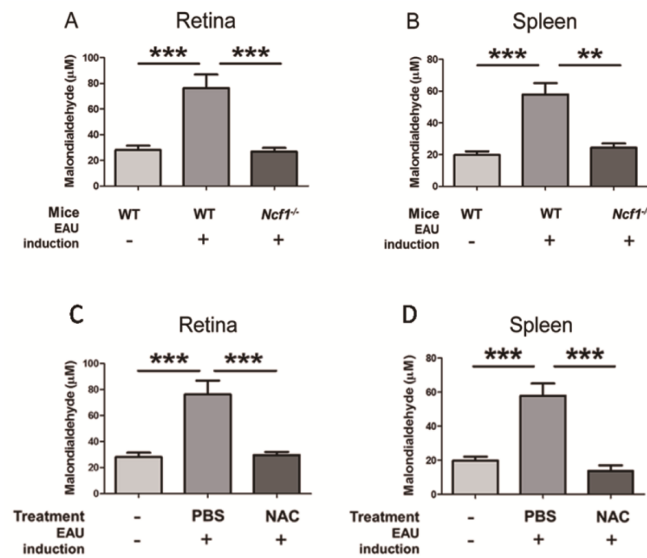 A
Retina
*** ***
Malondialdehyde (µM)
100
80
60
40
20
0
Mice WT WT Ncf1-/-
EAU
induction - + +
B
Spleen
*** **
Malondialdehyde (µM)
80
60
40
20
0
Mice WT WT Ncf1-/-
EAU
induction - + +
C
Retina
*** ***
Malondialdehyde (µM)
100
80
60
40
20
0
Treatment - PBS NAC
EAU
induction - + +
D
Spleen
*** ***
Malondialdehyde (µM)
80
60
40
20
0
Treatment - PBS NAC
EAU
induction - + +